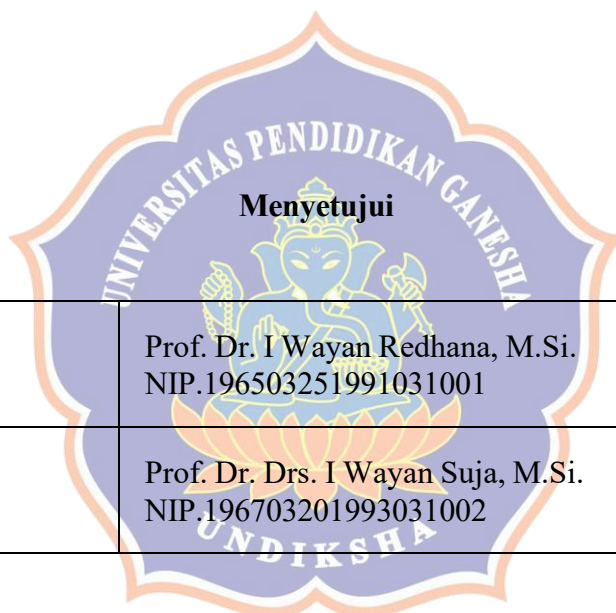 UNIVERSITAS PENDIDIKAN GANESHA
Menyetujui
Prof. Dr. I Wayan Redhana, M.Si.
NIP.196503251991031001
Prof. Dr. Drs. I Wayan Suja, M.Si.
NIP.196703201993031002
UNDIKSHA